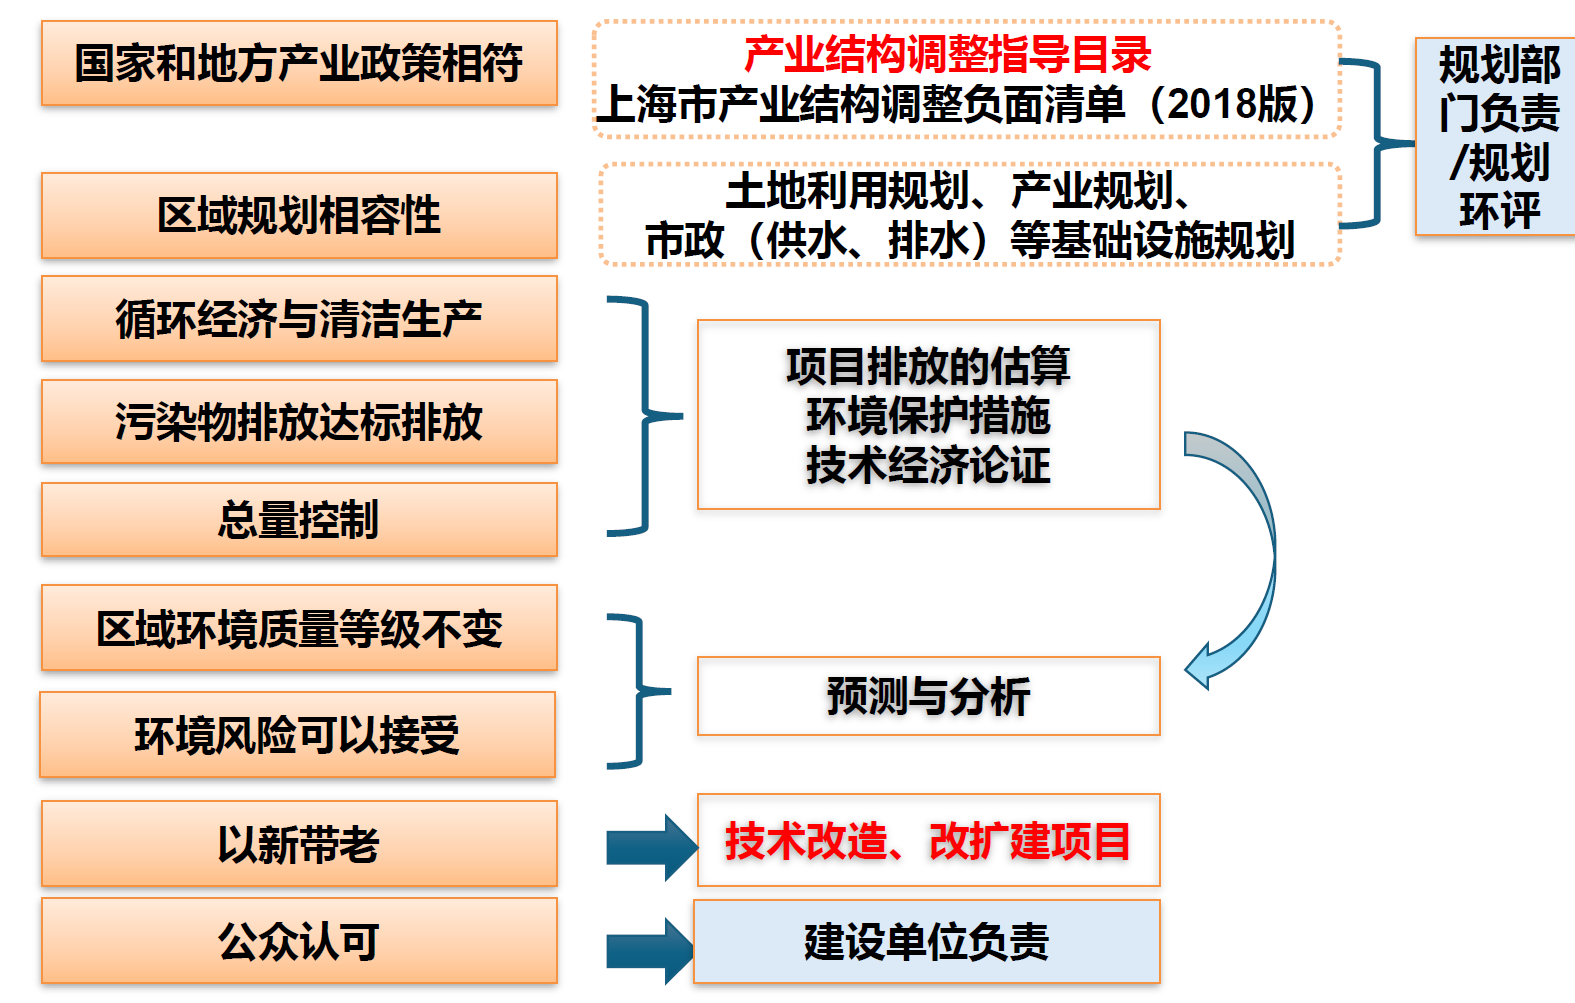 国家和地方产业政策相符
产业结构调整指导目录
上海市产业结构调整负面清单（2018版）
规划部
门负责
/规划
环评
区域规划相容性
土地利用规划、产业规划、
市政（供水、排水）等基础设施规划
循环经济与清洁生产
污染物排放达标排放
总量控制
项目排放的估算
环境保护措施
技术经济论证
区域环境质量等级不变
环境风险可以接受
预测与分析
以新带老
技术改造、改扩建项目
公众认可
建设单位负责